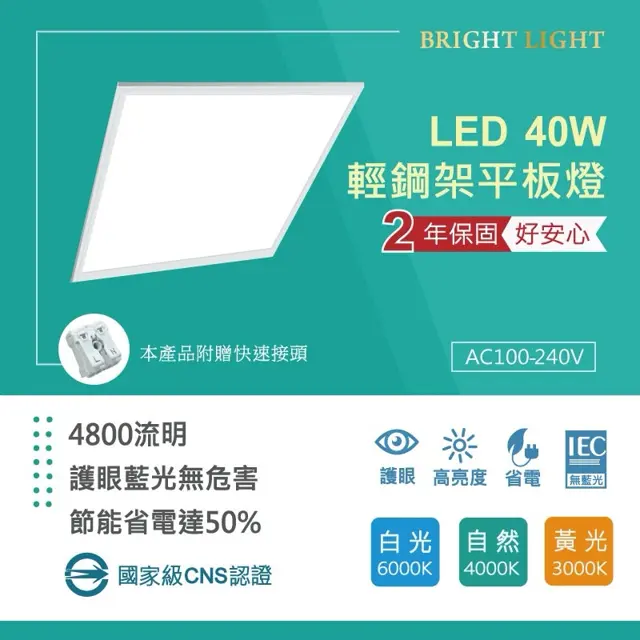 BRIGHT LIGHT
LED 40W
輕鋼架平板燈
2年保固 好安心
本產品附贈快速接頭
AC100-240V
4800流明
護眼藍光無危害
節能省電達50%
國家級CNS認證
護眼 高亮度 省電 IEC 無藍光
白光 6000K
自然 4000K
黃光 3000K